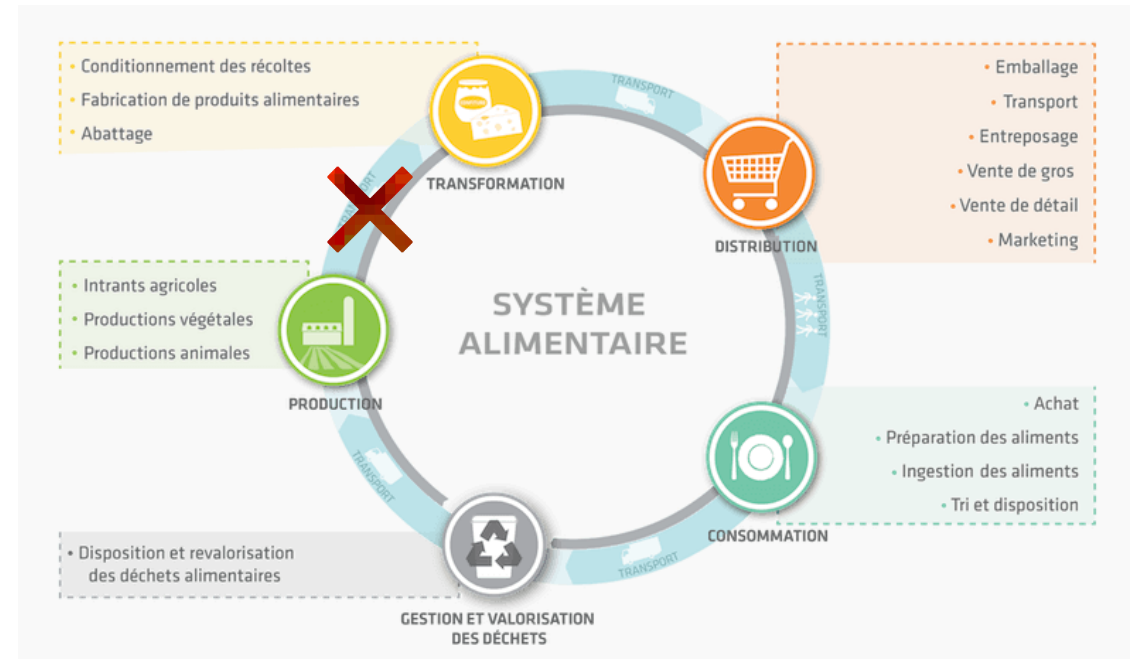 • Conditionnement des récoltes
• Fabrication de produits alimentaires
• Abattage
TRANSFORMATION
TRANSPORT
• Emballage
• Transport
• Entreposage
• Vente de gros
• Vente de détail
• Marketing
DISTRIBUTION
TRANSPORT
• Intrants agricoles
• Productions végétales
• Productions animales
PRODUCTION
SYSTÈME
ALIMENTAIRE
• Achat
• Préparation des aliments
• Ingestion des aliments
• Tri et disposition
CONSOMMATION
TRANSPORT
TRANSPORT
• Disposition et revalorisation
des déchets alimentaires
GESTION ET VALORISATION
DES DÉCHETS